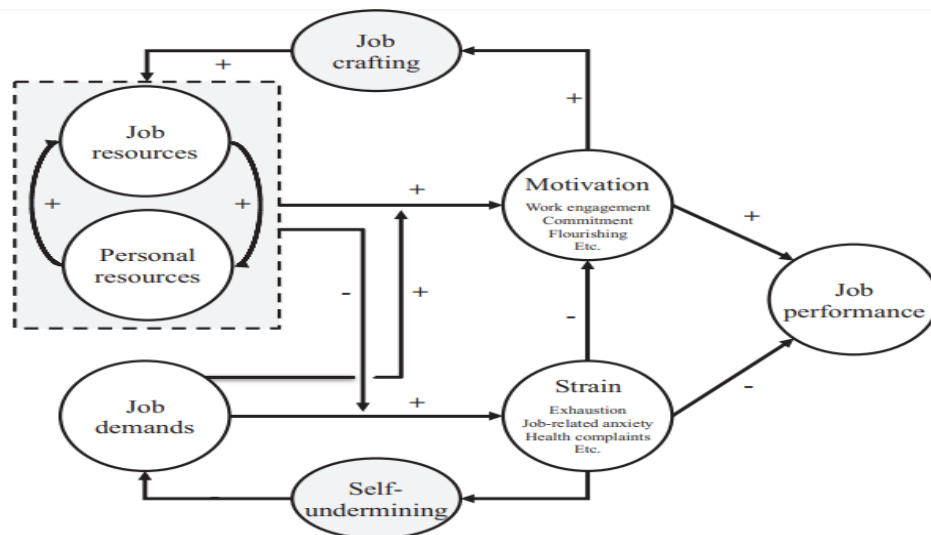 Job
crafting
+
+
Job
resources
+
+
Personal
resources
+
-
+
Motivation
Work engagement
Commitment
Flourishing
Etc.
+
Job
performance
-
-
Job
demands
+
Strain
Exhaustion
Job-related anxiety
Health complaints
Etc.
Self-
undermining